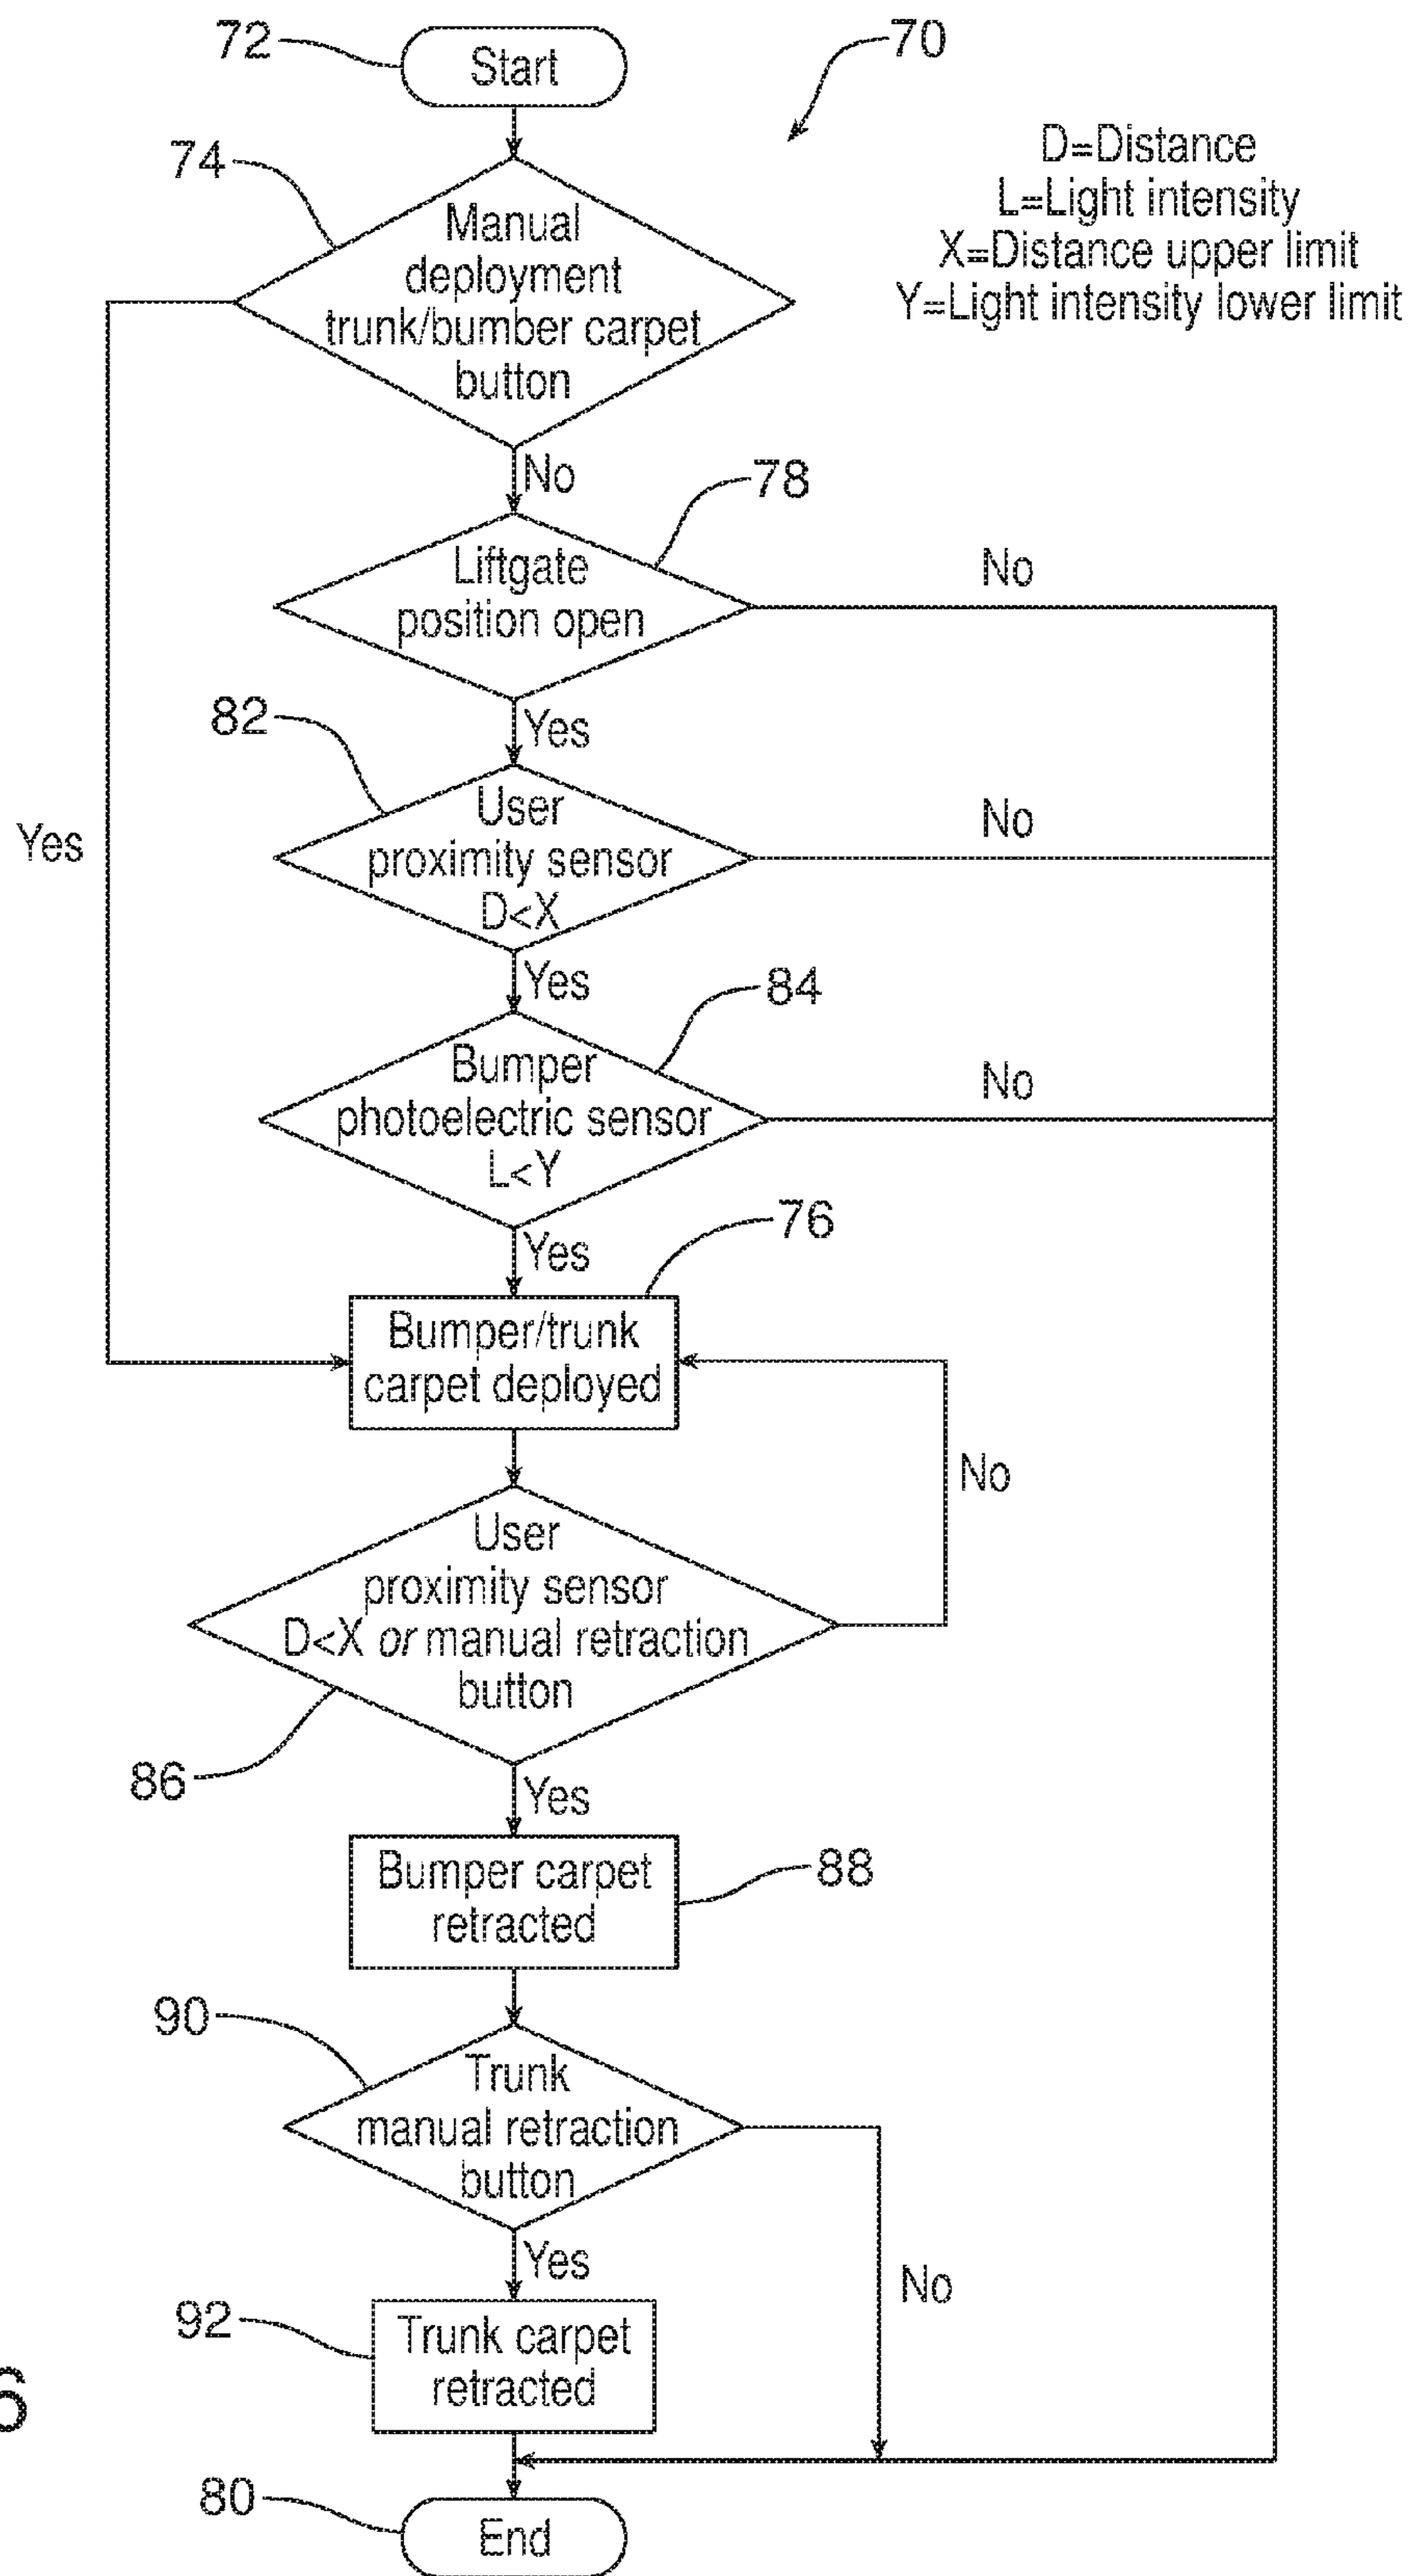 72
Start
70
D=Distance
L=Light intensity
X=Distance upper limit
Y=Light intensity lower limit
74
Manual
deployment
trunk/bumber carpet
button
No
78
Liftgate
position open
No
82
Yes
User
proximity sensor
D<X
No
Yes
Yes
84
Bumper
photoelectric sensor
L<Y
No
Yes
76
Bumper/trunk
carpet deployed
No
User
proximity sensor
D<X or manual retraction
button
86
Yes
Bumper carpet
retracted
88
90
Trunk
manual retraction
button
Yes
No
92
Trunk carpet
retracted
6
80
End